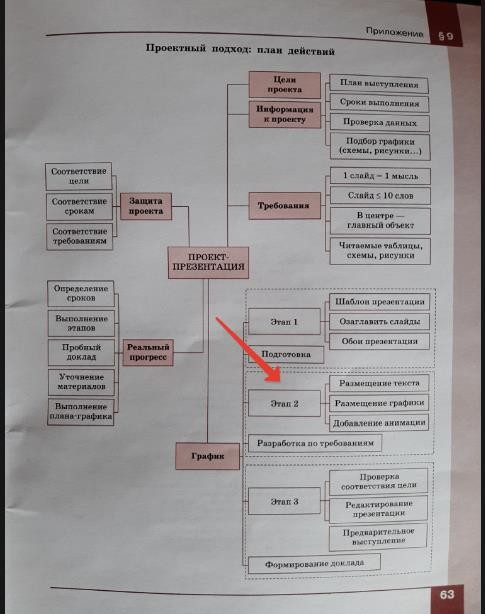 Приложение § 9
Проектный подход: план действий
Цели
проекта
Информация
к проекту
План выступления
Сроки выполнения
Проверка данных
Подбор графики
(схемы, рисунки...)
Соответствие
цели
Соответствие
срокам
Соответствие
требованиям
Защита
проекта
Требования
1 слайд = 1 мысль
Слайд ≤ 10 слов
В центре —
главный объект
Читаемые таблицы,
схемы, рисунки
ПРОЕКТ-
ПРЕЗЕНТАЦИЯ
Определение
сроков
Выполнение
этапов
Пробный
доклад
Уточнение
материалов
Выполнение
плана-графика
Реальный
прогресс
График
Этап 1
Шаблон презентации
Озаглавить слайды
Обои презентации
Подготовка
Этап 2
Размещение текста
Размещение графики
Добавление анимации
Разработка по требованиям
Этап 3
Проверка
соответствия цели
Редактирование
презентации
Предварительное
выступление
Формирование доклада
63